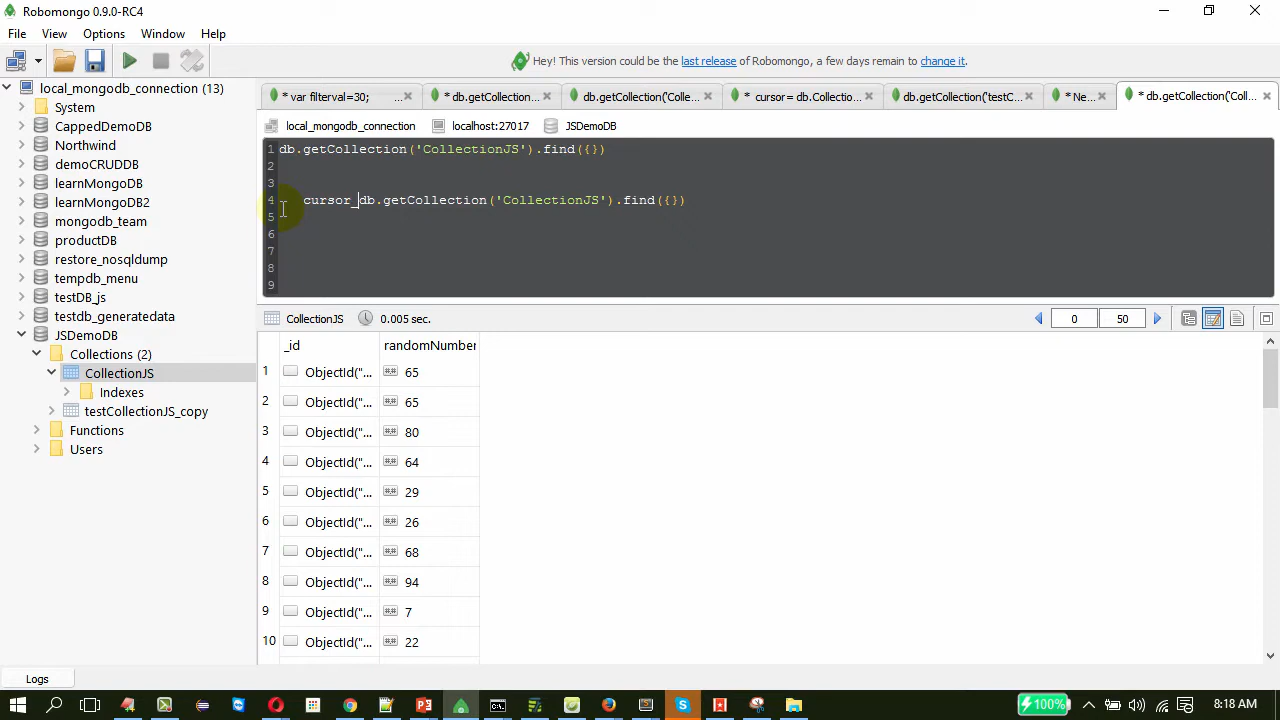 Robomongo 0.9.0-RC4
File View Options Window Help
Hey! This version could be the last release of Robomongo, a few days remain to change it.
local_mongodb_connection (13)
System
CappedDemoDB
Northwind
demoCRUDDB
learnMongoDB
learnMongoDB2
mongodb_team
productDB
restore_nosqldump
tempdb_menu
testDB_js
testdb_generatedata
JSDemoDB
Collections (2)
CollectionJS
Indexes
testCollectionJS_copy
Functions
Users
* var filterval=30; ...
* db.getCollection...
db.getCollection('Colle...
* cursor= db.Collectio...
db.getCollection('testC...
* Ne...
* db.getCollection('Coll...
local_mongodb_connection localhost:27017 JSDemoDB
1 db.getCollection('CollectionJS').find({})
2
3
4 cursor_db.getCollection('CollectionJS').find({})
5
6
7
8
9
CollectionJS 0.005 sec. 0 50
_id randomNumber
1 ObjectId("... 65
2 ObjectId("... 65
3 ObjectId("... 80
4 ObjectId("... 64
5 ObjectId("... 29
6 ObjectId("... 26
7 ObjectId("... 68
8 ObjectId("... 94
9 ObjectId("... 7
10 ObjectId("... 22
Logs
100%
8:18 AM